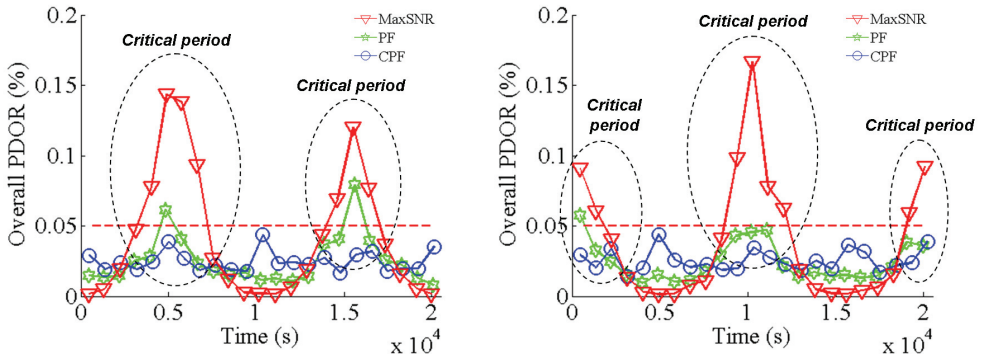 Critical period
MaxSNR
PF
CPF
Critical period
Overall PDOR (%)
0.2
0.15
0.1
0.05
0
0 0.5 1 1.5 2
Time (s)
x 10^4
MaxSNR
PF
CPF
Critical period
Critical
period
Critical period
Overall PDOR (%)
0.2
0.15
0.1
0.05
0
0 0.5 1 1.5 2
Time (s)
x 10^4